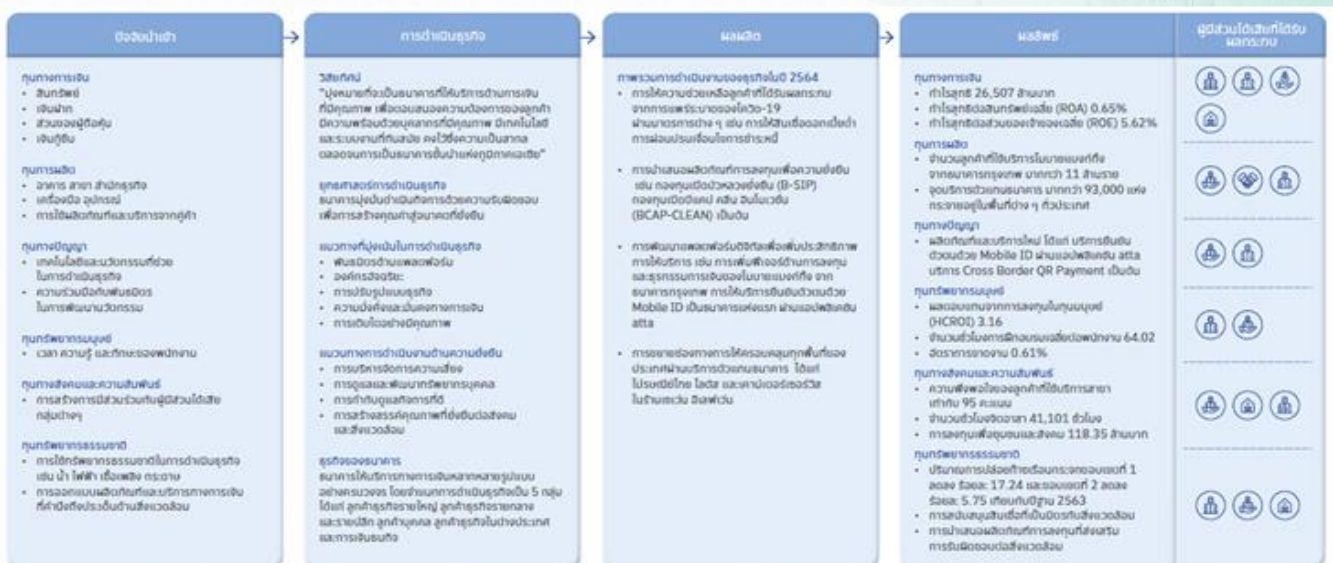 ปัจจัยนำเข้า
ทุนทางการเงิน
• สินทรัพย์
• เงินฝาก
• ส่วนของผู้ถือหุ้น
• เงินกู้ยืม
ทุนการผลิต
• อาคาร สาขา สำนักธุรกิจ
• เครื่องมือ อุปกรณ์
• การใช้ผลิตภัณฑ์และบริการจากคู่ค้า
ทุนทางปัญญา
• เทคโนโลยีและนวัตกรรมที่ช่วย
ในการดำเนินธุรกิจ
• ความร่วมมือกับพันธมิตร
ในการพัฒนานวัตกรรม
ทุนทรัพยากรมนุษย์
• เวลา ความรู้ และทักษะของพนักงาน
ทุนทางสังคมและความสัมพันธ์
• การสร้างการมีส่วนร่วมกับผู้มีส่วนได้เสีย
กลุ่มต่างๆ
ทุนทรัพยากรธรรมชาติ
• การใช้ทรัพยากรธรรมชาติในการดำเนินธุรกิจ
เช่น น้ำ ไฟฟ้า เชื้อเพลิง กระดาษ
• การออกแบบผลิตภัณฑ์และบริการทางการเงิน
ที่คำนึงถึงประเด็นด้านสิ่งแวดล้อม
การดำเนินธุรกิจ
วิสัยทัศน์
"มุ่งหมายที่จะเป็นธนาคารที่ให้บริการด้านการเงิน
ที่มีคุณภาพ เพื่อตอบสนองความต้องการของลูกค้า
มีความพร้อมด้วยบุคลากรที่มีคุณภาพ มีเทคโนโลยี
และระบบงานที่ทันสมัย คงไว้ซึ่งความเป็นสากล
ตลอดจนการเป็นธนาคารชั้นนำแห่งภูมิภาคเอเชีย"
ยุทธศาสตร์การดำเนินธุรกิจ
ธนาคารมุ่งมั่นดำเนินกิจการด้วยความรับผิดชอบ
เพื่อการสร้างคุณค่าสู่อนาคตที่ยั่งยืน
แนวทางที่มุ่งเน้นในการดำเนินธุรกิจ
• พันธมิตรด้านแพลตฟอร์ม
• องค์กรอัจฉริยะ
• การปรับรูปแบบธุรกิจ
• ความมั่งคั่งและมั่นคงทางการเงิน
• การเติบโตอย่างมีคุณภาพ
แนวทางการดำเนินงานด้านความยั่งยืน
• การบริหารจัดการความเสี่ยง
• การดูแลและพัฒนาทรัพยากรบุคคล
• การกำกับดูแลกิจการที่ดี
• การสร้างสรรค์คุณภาพที่ยั่งยืนต่อสังคม
และสิ่งแวดล้อม
ธุรกิจของธนาคาร
ธนาคารให้บริการทางการเงินหลากหลายรูปแบบ
อย่างครบวงจร โดยจำแนกการดำเนินธุรกิจเป็น 5 กลุ่ม
ได้แก่ ลูกค้าธุรกิจรายใหญ่ ลูกค้าธุรกิจรายกลาง
และรายปลีก ลูกค้าบุคคล ลูกค้าธุรกิจในต่างประเทศ
และการเงินธนกิจ
ผลผลิต
ภาพรวมการดำเนินงานของธุรกิจในปี 2564
• การให้ความช่วยเหลือลูกค้าที่ได้รับผลกระทบ
จากการแพร่ระบาดของโควิด-19
ผ่านมาตรการต่าง ๆ เช่น การให้สินเชื่อดอกเบี้ยต่ำ
การผ่อนปรนเงื่อนไขการชำระหนี้
• การนำเสนอผลิตภัณฑ์การลงทุนเพื่อความยั่งยืน
เช่น กองทุนเปิดบัวหลวงยั่งยืน (B-SIP)
กองทุนเปิดบีแคป คลีน อินโนเวชั่น
(BCAP-CLEAN) เป็นต้น
• การพัฒนาแพลตฟอร์มดิจิทัลเพื่อเพิ่มประสิทธิภาพ
การให้บริการ เช่น การเพิ่มฟีเจอร์ด้านการลงทุน
และธุรกรรมการเงินของโมบายแบงก์กิ้ง จาก
ธนาคารกรุงเทพ การให้บริการยืนยันตัวตนด้วย
Mobile ID เป็นธนาคารแห่งแรก ผ่านแอปพลิเคชัน
atta
• การขยายช่องทางการให้ครอบคลุมทุกพื้นที่ของ
ประเทศผ่านบริการตัวแทนธนาคาร ได้แก่
ไปรษณีย์ไทย โลตัส และเคาน์เตอร์เซอร์วิส
ในร้านเซเว่น อีเลฟเว่น
ผลลัพธ์
ทุนทางการเงิน
• กำไรสุทธิ 26,507 ล้านบาท
• กำไรสุทธิต่อสินทรัพย์เฉลี่ย (ROA) 0.65%
• กำไรสุทธิต่อส่วนของเจ้าของเฉลี่ย (ROE) 5.62%
ทุนการผลิต
• จำนวนลูกค้าที่ใช้บริการโมบายแบงก์กิ้ง
จากธนาคารกรุงเทพ มากกว่า 11 ล้านราย
• จุดบริการตัวแทนธนาคาร มากกว่า 93,000 แห่ง
กระจายอยู่ในพื้นที่ต่าง ๆ ทั่วประเทศ
ทุนทางปัญญา
• ผลิตภัณฑ์และบริการใหม่ ได้แก่ บริการยืนยัน
ตัวตนด้วย Mobile ID ผ่านแอปพลิเคชัน atta
บริการ Cross Border QR Payment เป็นต้น
ทุนทรัพยากรมนุษย์
• ผลตอบแทนจากการลงทุนในทุนมนุษย์
(HCROI) 3.16
• จำนวนชั่วโมงการฝึกอบรมเฉลี่ยต่อพนักงาน 64.02
• อัตราการขาดงาน 0.61%
ทุนทางสังคมและความสัมพันธ์
• ความพึงพอใจของลูกค้าที่ใช้บริการสาขา
เท่ากับ 95 คะแนน
• จำนวนชั่วโมงจิตอาสา 41,101 ชั่วโมง
• การลงทุนเพื่อชุมชนและสังคม 118.35 ล้านบาท
ทุนทรัพยากรธรรมชาติ
• ปริมาณการปล่อยก๊าซเรือนกระจกขอบเขตที่ 1
ลดลง ร้อยละ 17.24 และขอบเขตที่ 2 ลดลง
ร้อยละ 5.75 เทียบกับปีฐาน 2563
• การสนับสนุนสินเชื่อที่เป็นมิตรกับสิ่งแวดล้อม
• การนำเสนอผลิตภัณฑ์การลงทุนที่ส่งเสริม
การรับผิดชอบต่อสิ่งแวดล้อม
ผู้มีส่วนได้เสียที่ได้รับ
ผลกระทบ